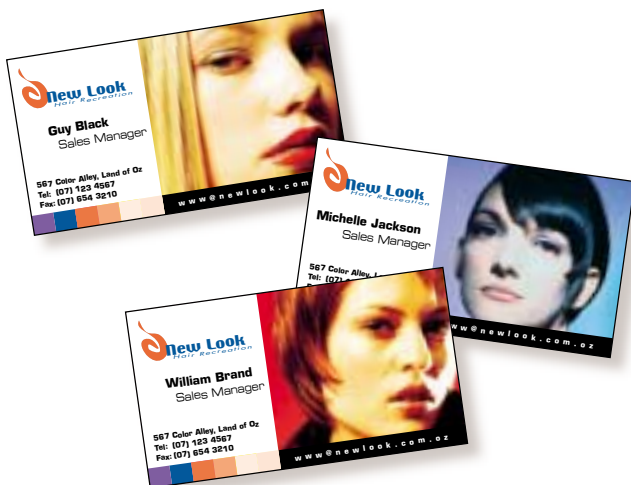 New Look
Hair Recreation
Guy Black
Sales Manager
567 Color Alley, Land of Oz
Tel: (07) 123 4567
Fax: (07) 654 3210
www@newlook.com
New Look
Hair Recreation
Michelle Jackson
Sales Manager
567 Color Alley,
Tel: (07)
ww@newlook.com.oz
New Look
Hair Recreation
William Brand
Sales Manager
567 Color Alley, Land of Oz
Tel: (07) 123 4567
Fax: (07) 654 3210
www@newlook.com.oz